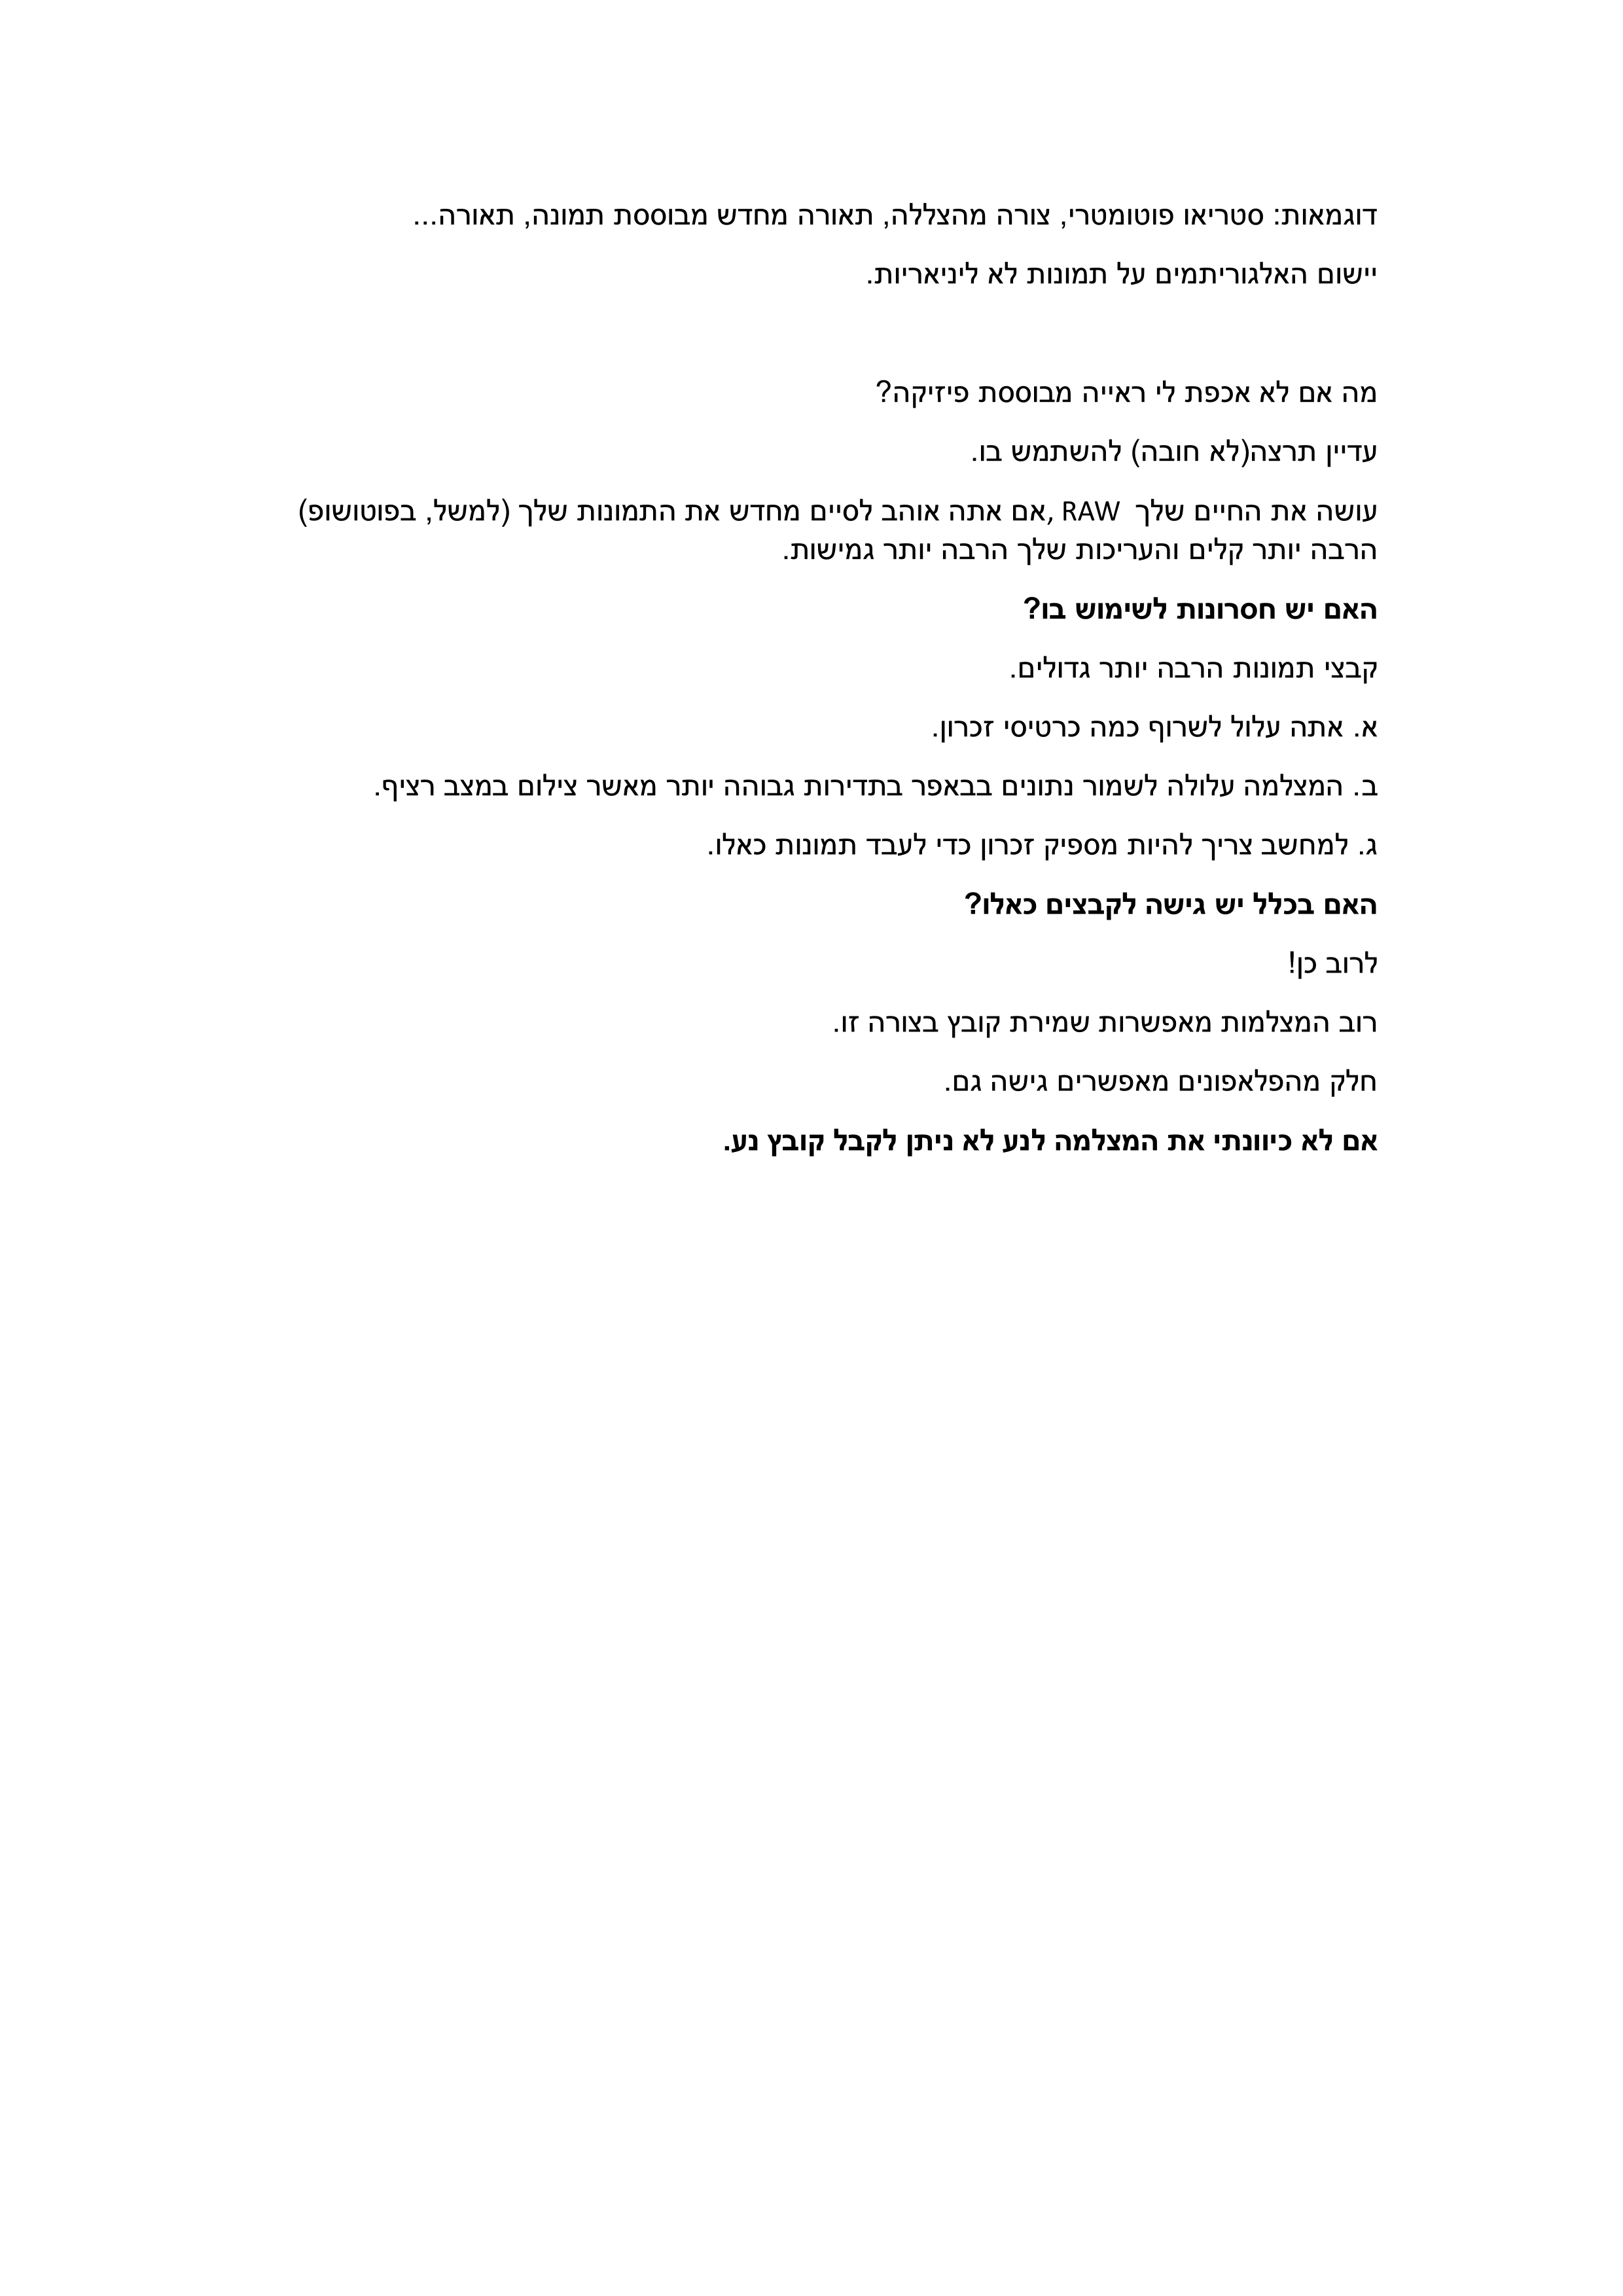 דוגמאות: סטריאו פוטומטרי, צורה מהצללה, תאורה מחדש מבוססת תמונה, תאורה...
יישום האלגוריתמים על תמונות לא ליניאריות.
מה אם לא אכפת לי ראייה מבוססת פיזיקה?
עדיין תרצה(לא חובה) להשתמש בו.
עושה את החיים שלך RAW ,אם אתה אוהב לסיים מחדש את התמונות שלך (למשל, בפוטושופ)
הרבה יותר קלים והעריכות שלך הרבה יותר גמישות.
האם יש חסרונות לשימוש בו?
קבצי תמונות הרבה יותר גדולים.
א. אתה עלול לשרוף כמה כרטיסי זכרון.
ב. המצלמה עלולה לשמור נתונים בבאפר בתדירות גבוהה יותר מאשר צילום במצב רציף.
ג. למחשב צריך להיות מספיק זכרון כדי לעבד תמונות כאלו.
האם בכלל יש גישה לקבצים כאלו?
לרוב כן!
רוב המצלמות מאפשרות שמירת קובץ בצורה זו.
חלק מהפלאפונים מאפשרים גישה גם.
אם לא כיוונתי את המצלמה לנע לא ניתן לקבל קובץ נע.